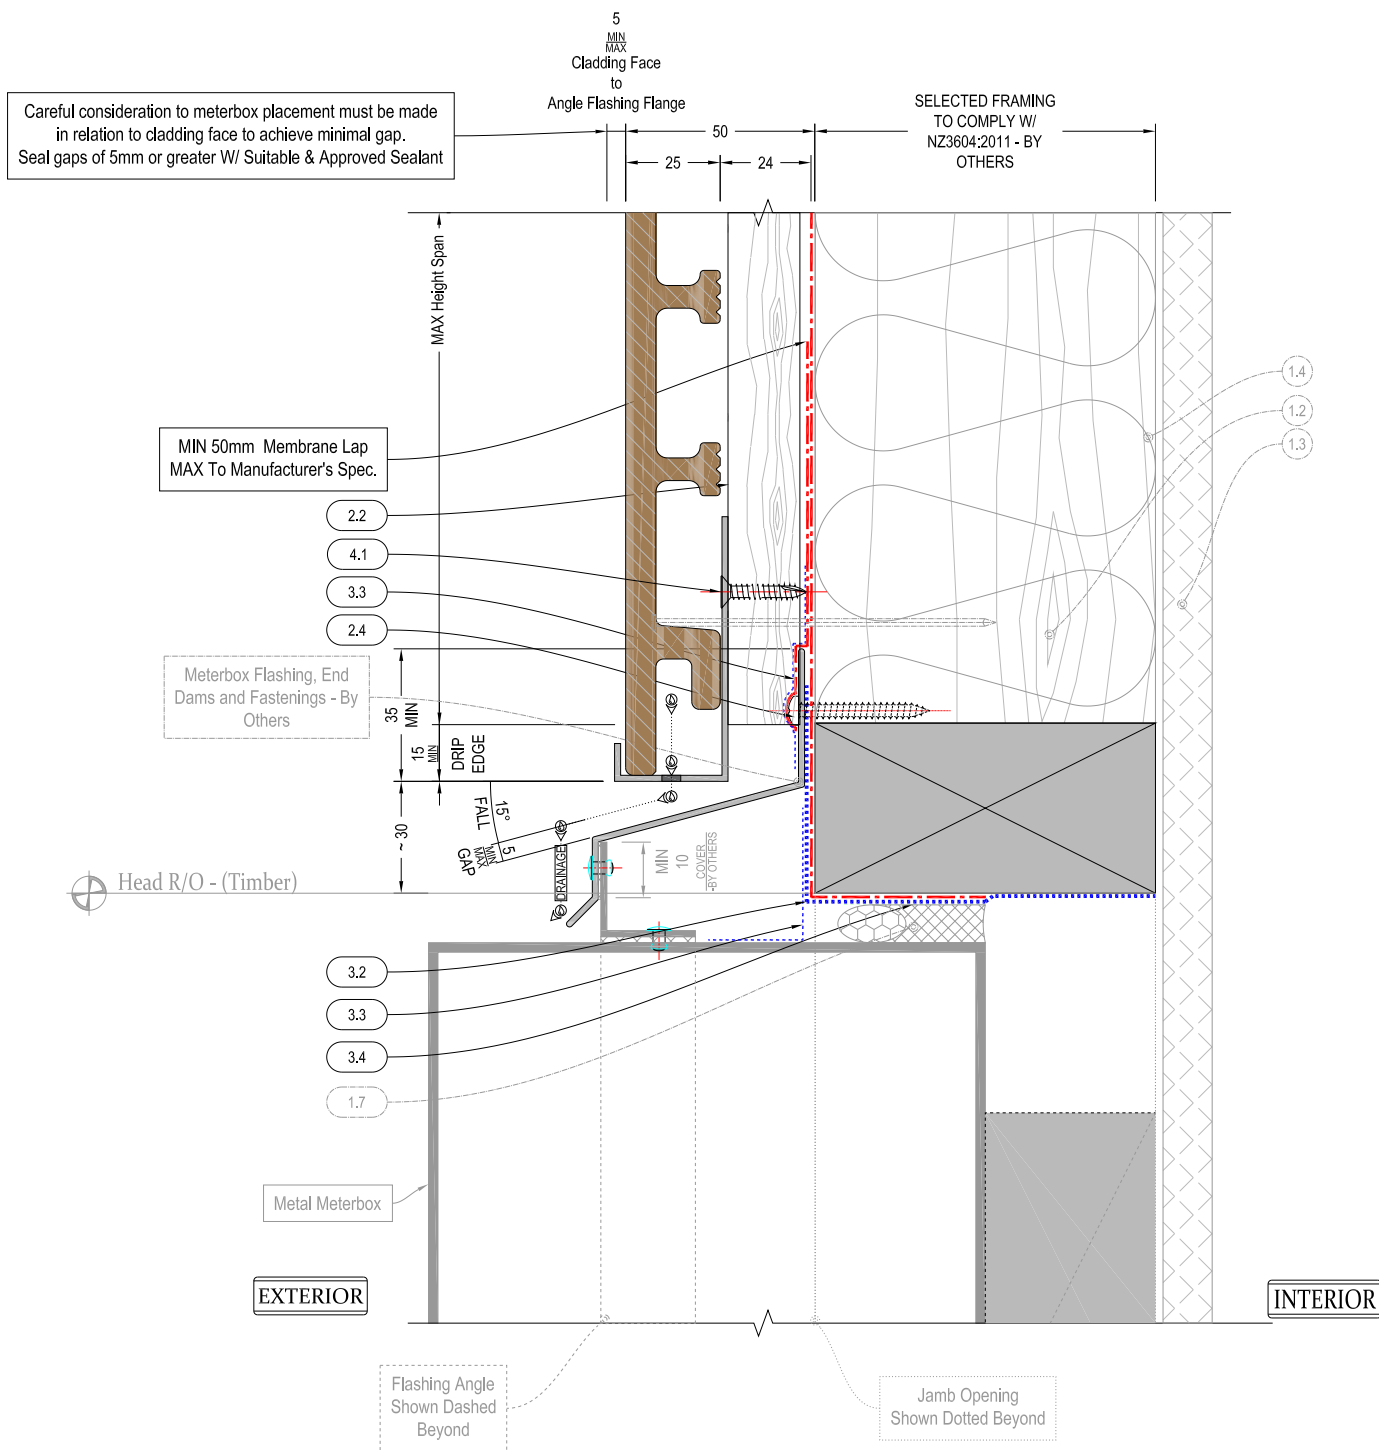 5
MIN
MAX
Cladding Face
to
Angle Flashing Flange
Careful consideration to meterbox placement must be made
in relation to cladding face to achieve minimal gap.
Seal gaps of 5mm or greater W/ Suitable & Approved Sealant
SELECTED FRAMING
TO COMPLY W/
NZ3604:2011 - BY
OTHERS
50
25
24
MAX Height Span
1.4
1.2
1.3
MIN 50mm Membrane Lap
MAX To Manufacturer's Spec.
2.2
4.1
3.3
2.4
Meterbox Flashing, End
Dams and Fastenings - By
Others
35
MIN
15
MIN
DRIP
EDGE
~ 30
15°
FALL
5
MIN
MAX
GAP
DRAINAGE
MIN
10
COVER
-BY OTHERS
Head R/O - (Timber)
3.2
3.3
3.4
1.7
Metal Meterbox
EXTERIOR
INTERIOR
Flashing Angle
Shown Dashed
Beyond
Jamb Opening
Shown Dotted Beyond